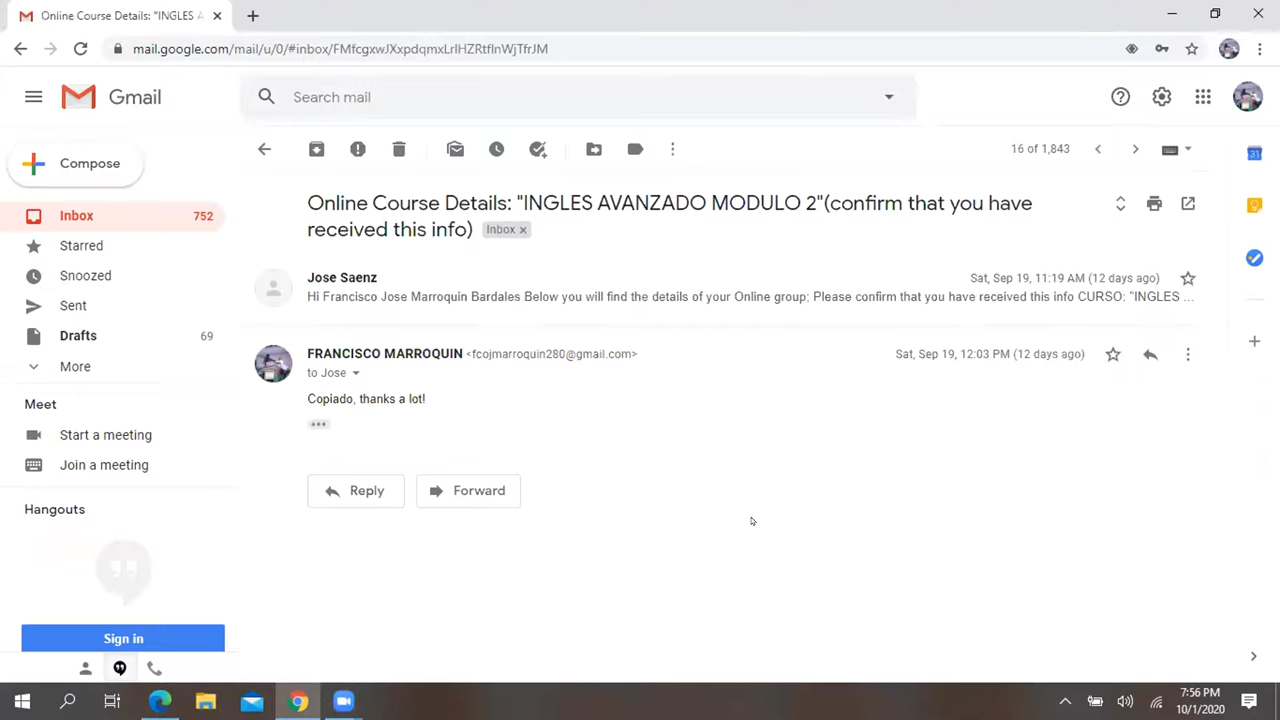 Online Course Details: "INGLES A
mail.google.com/mail/u/0/#inbox/FMfcgxwJXxpdqmxLrlHZRtflnWjTfrJM
Gmail
Search mail
Compose
16 of 1,843
31
Inbox 752
Starred
Snoozed
Sent
Drafts 69
More
Meet
Start a meeting
Join a meeting
Hangouts
Sign in
Online Course Details: "INGLES AVANZADO MODULO 2"(confirm that you have
received this info) Inbox x
Jose Saenz Sat, Sep 19, 11:19 AM (12 days ago)
Hi Francisco Jose Marroquin Bardales Below you will find the details of your Online group: Please confirm that you have received this info CURSO: "INGLES ...
FRANCISCO MARROQUIN <fcojmarroquin280@gmail.com> Sat, Sep 19, 12:03 PM (12 days ago)
to Jose
Copiado, thanks a lot!
Reply Forward
7:56 PM
10/1/2020